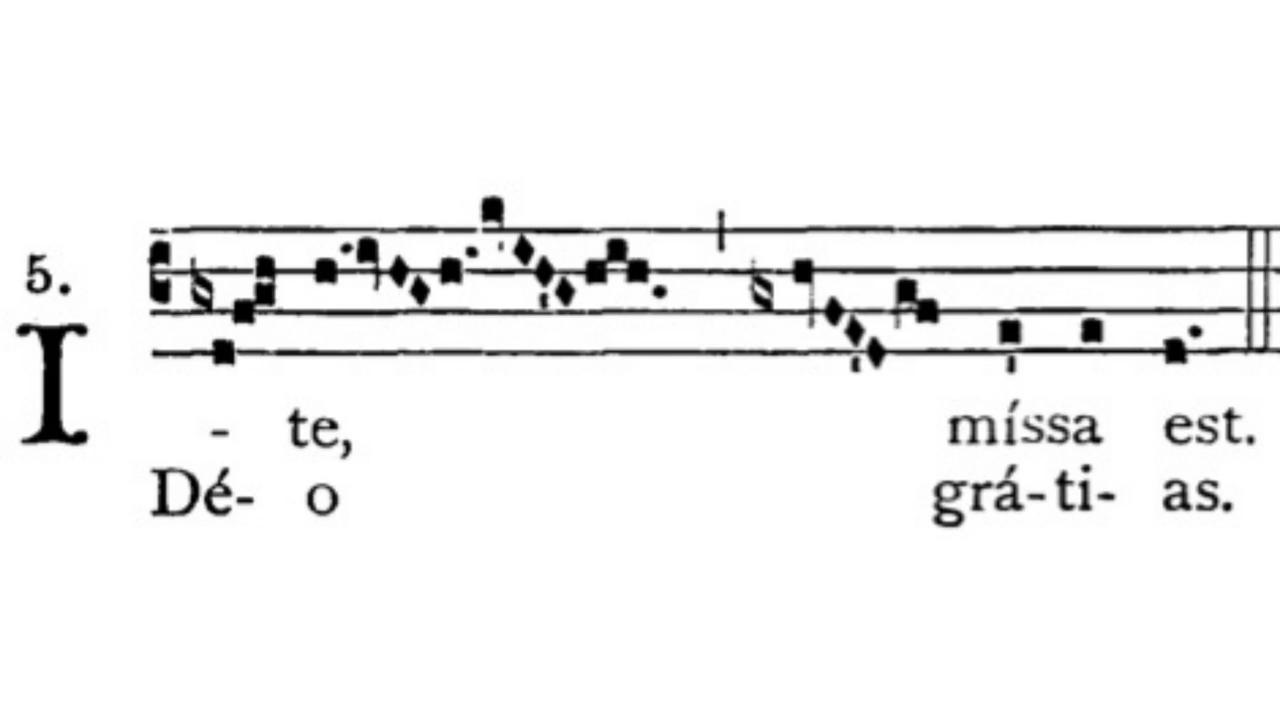 5.
I - te, míssa est.
Dé- o grá-ti- as.